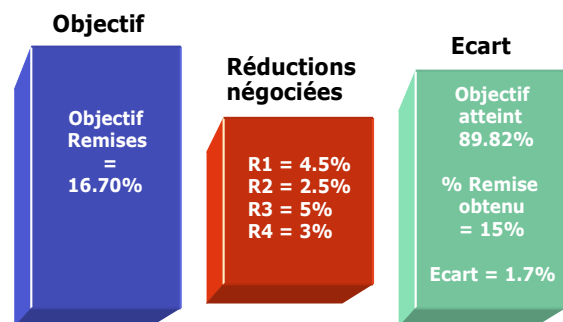 Objectif
Objectif
Remises
=
16.70%
Réductions
négociées
R1 = 4.5%
R2 = 2.5%
R3 = 5%
R4 = 3%
Ecart
Objectif
atteint
89.82%
% Remise
obtenu
= 15%
Ecart = 1.7%